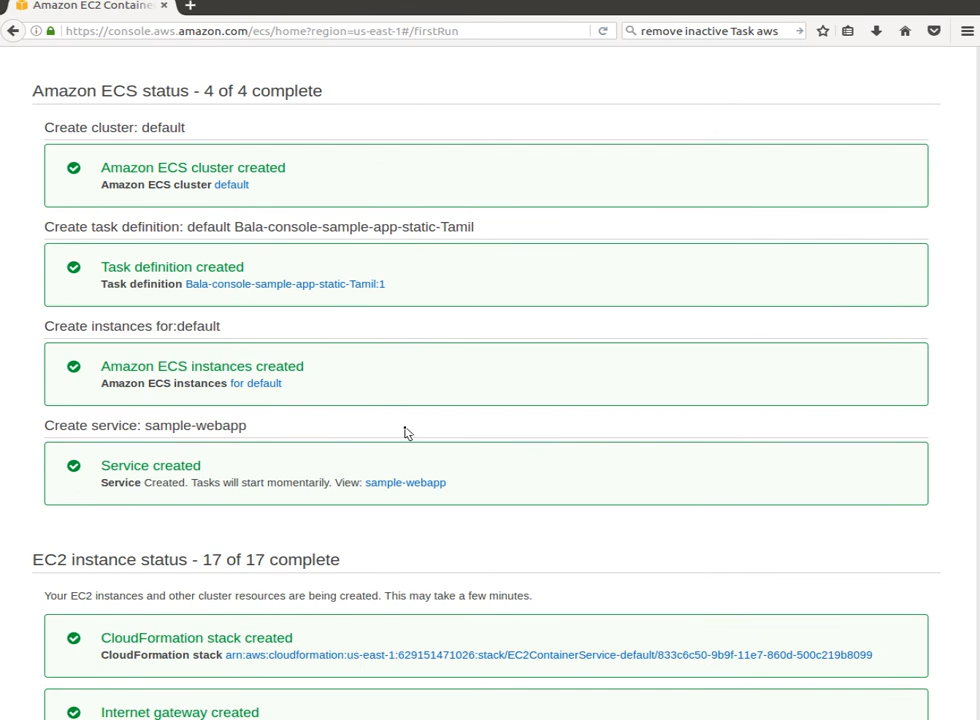 Amazon EC2 Containe
https://console.aws.amazon.com/ecs/home?region=us-east-1#/firstRun
remove inactive Task aws
Amazon ECS status - 4 of 4 complete
Create cluster: default
Amazon ECS cluster created
Amazon ECS cluster default
Create task definition: default Bala-console-sample-app-static-Tamil
Task definition created
Task definition Bala-console-sample-app-static-Tamil:1
Create instances for:default
Amazon ECS instances created
Amazon ECS instances for default
Create service: sample-webapp
Service created
Service Created. Tasks will start momentarily. View: sample-webapp
EC2 instance status - 17 of 17 complete
Your EC2 instances and other cluster resources are being created. This may take a few minutes.
CloudFormation stack created
CloudFormation stack arn:aws:cloudformation:us-east-1:629151471026:stack/EC2ContainerService-default/833c6c50-9b9f-11e7-860d-500c219b8099
Internet gateway created